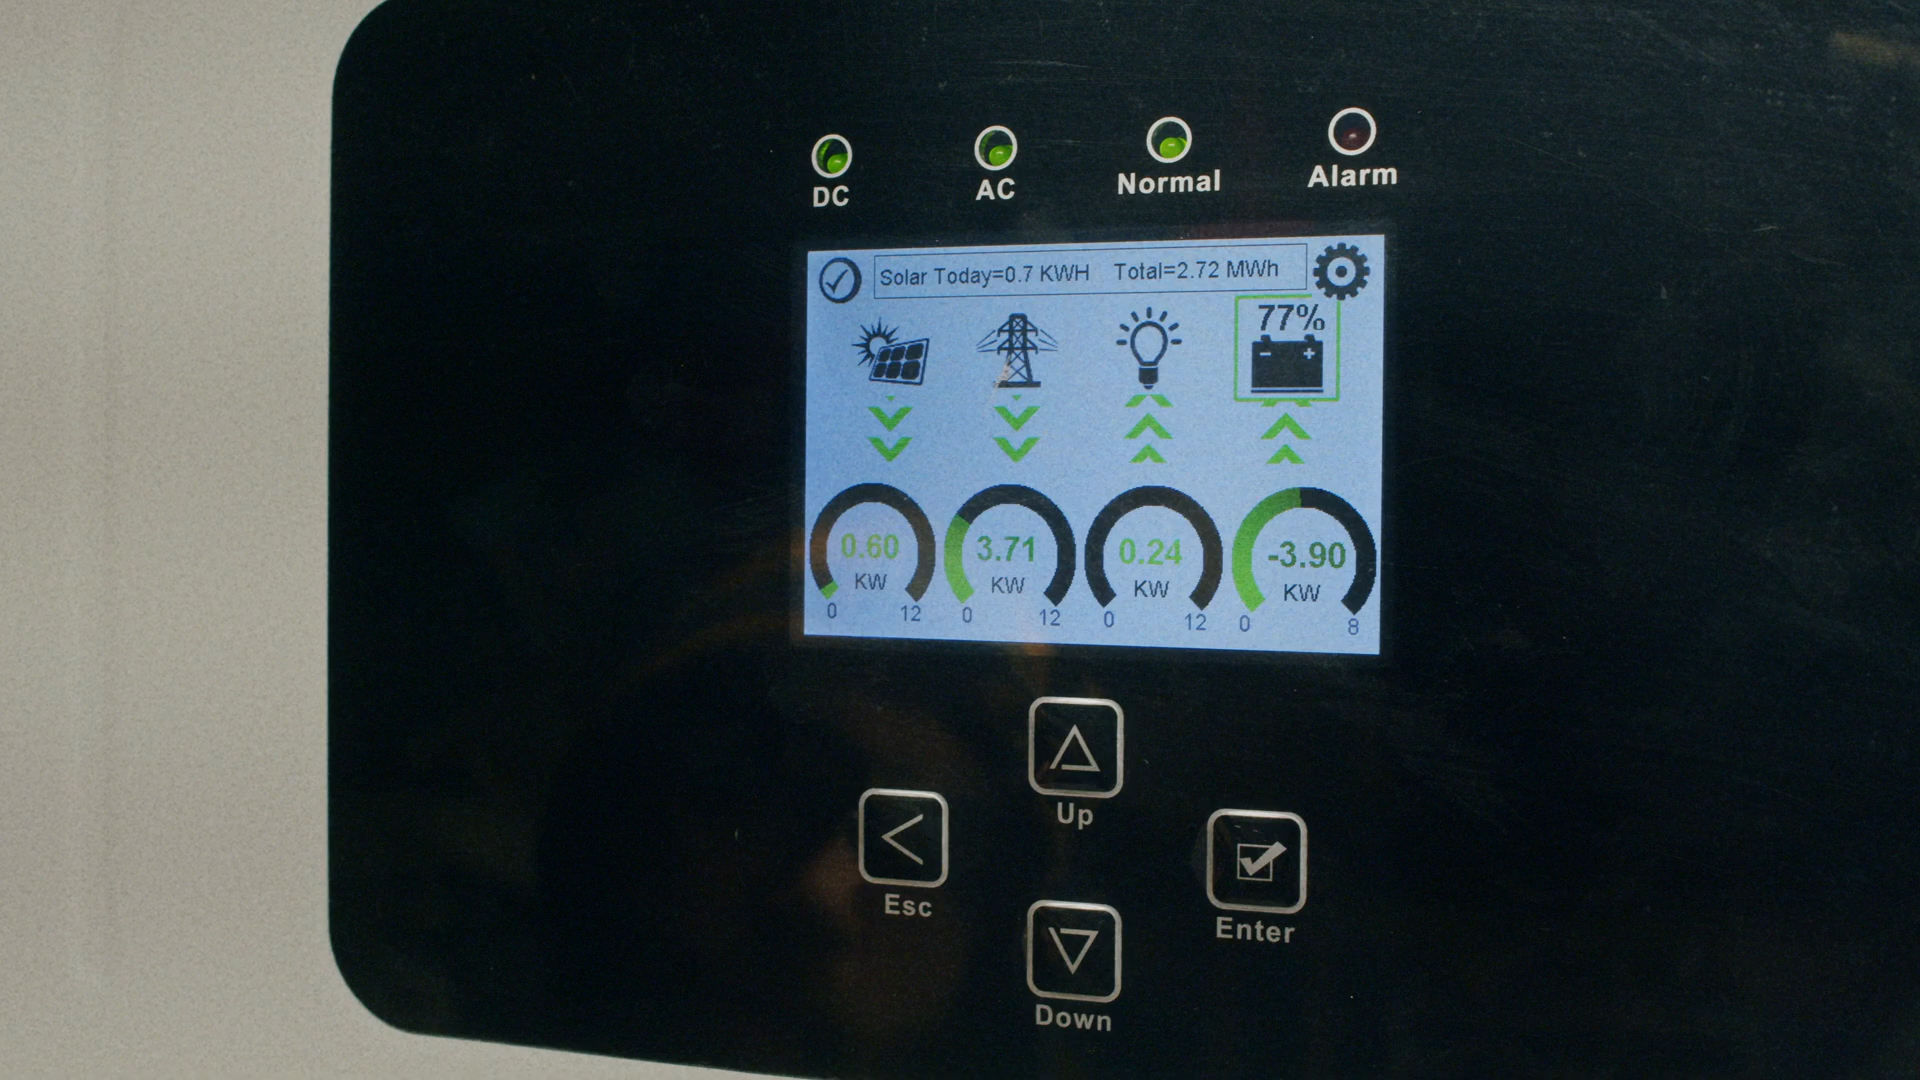 DC AC Normal Alarm
Solar Today=0.7 KWH Total=2.72 MWh
77%
0.60 3.71 0.24 -3.90
KW KW KW KW
0 12 0 12 0 12 0 8
Up
Esc
Enter
Down